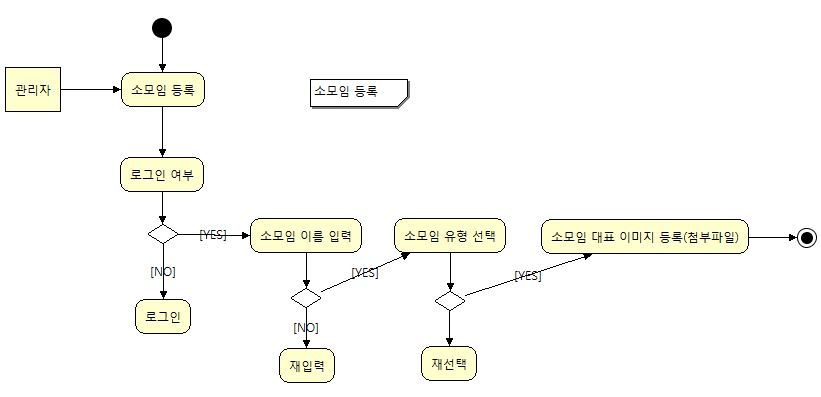 관리자
소모임 등록
소모임 등록
로그인 여부
[YES]
소모임 이름 입력
소모임 유형 선택
소모임 대표 이미지 등록(첨부파일)
[NO]
[YES]
[YES]
로그인
[NO]
재입력
재선택